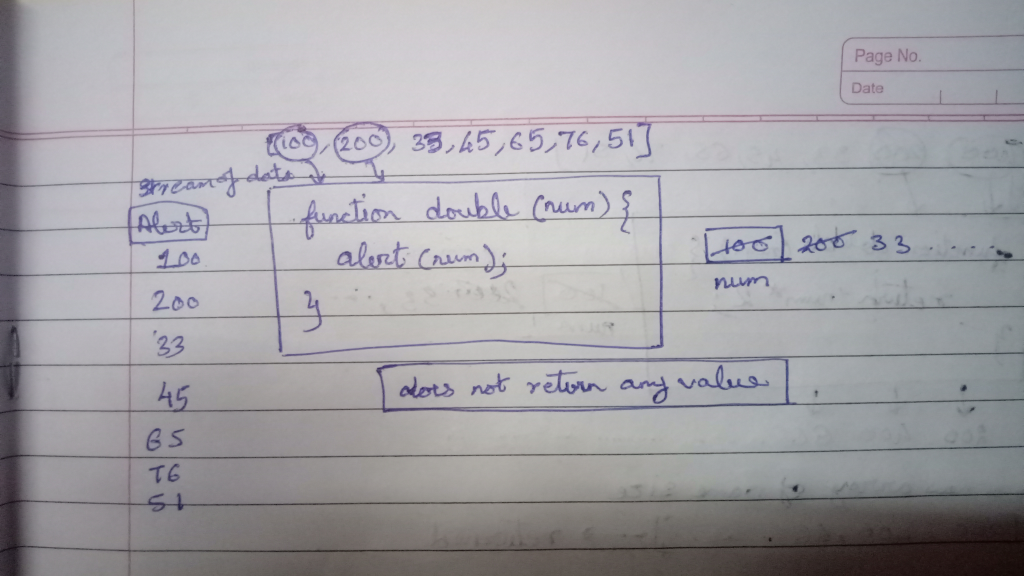 Page No.
Date
[100, 200, 33, 45, 65, 76, 51]
stream of data
function double (num) {
Alert
alert (num);
100
}
200
33
45
65
76
51
100 200 33 .....
num
does not return any value